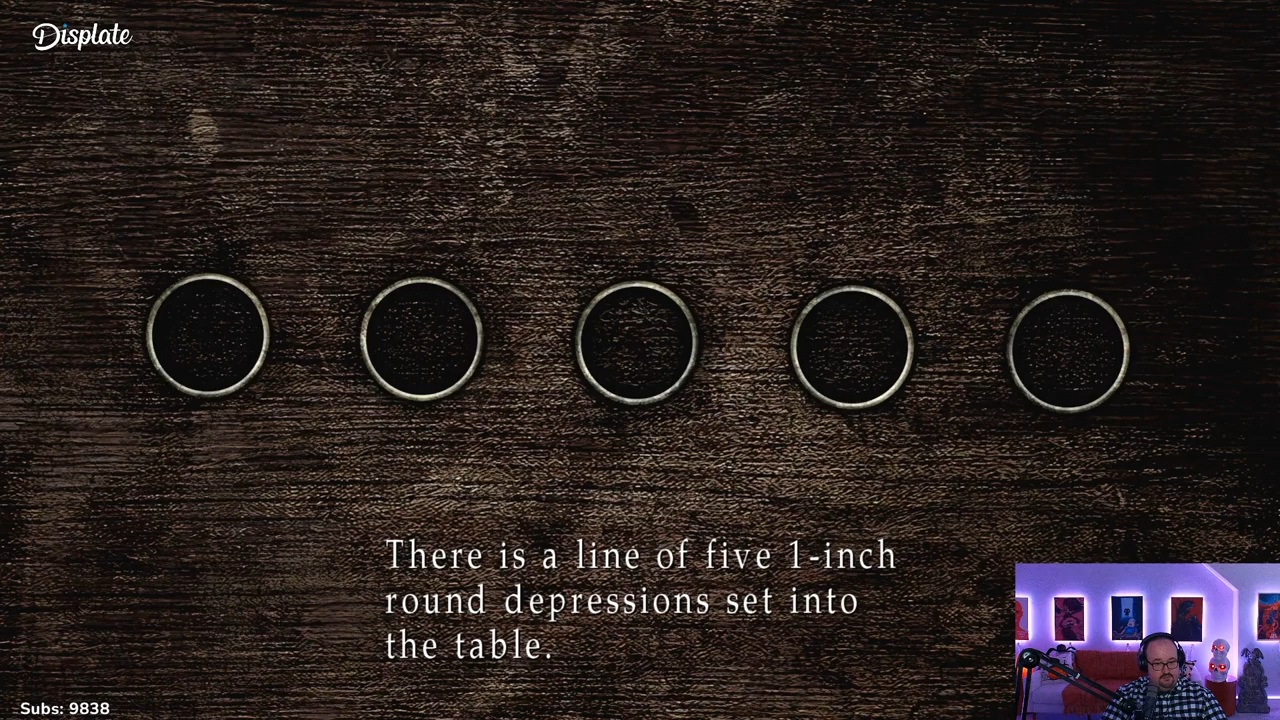 Displate
There is a line of five 1-inch
round depressions set into
the table.
Subs: 9838